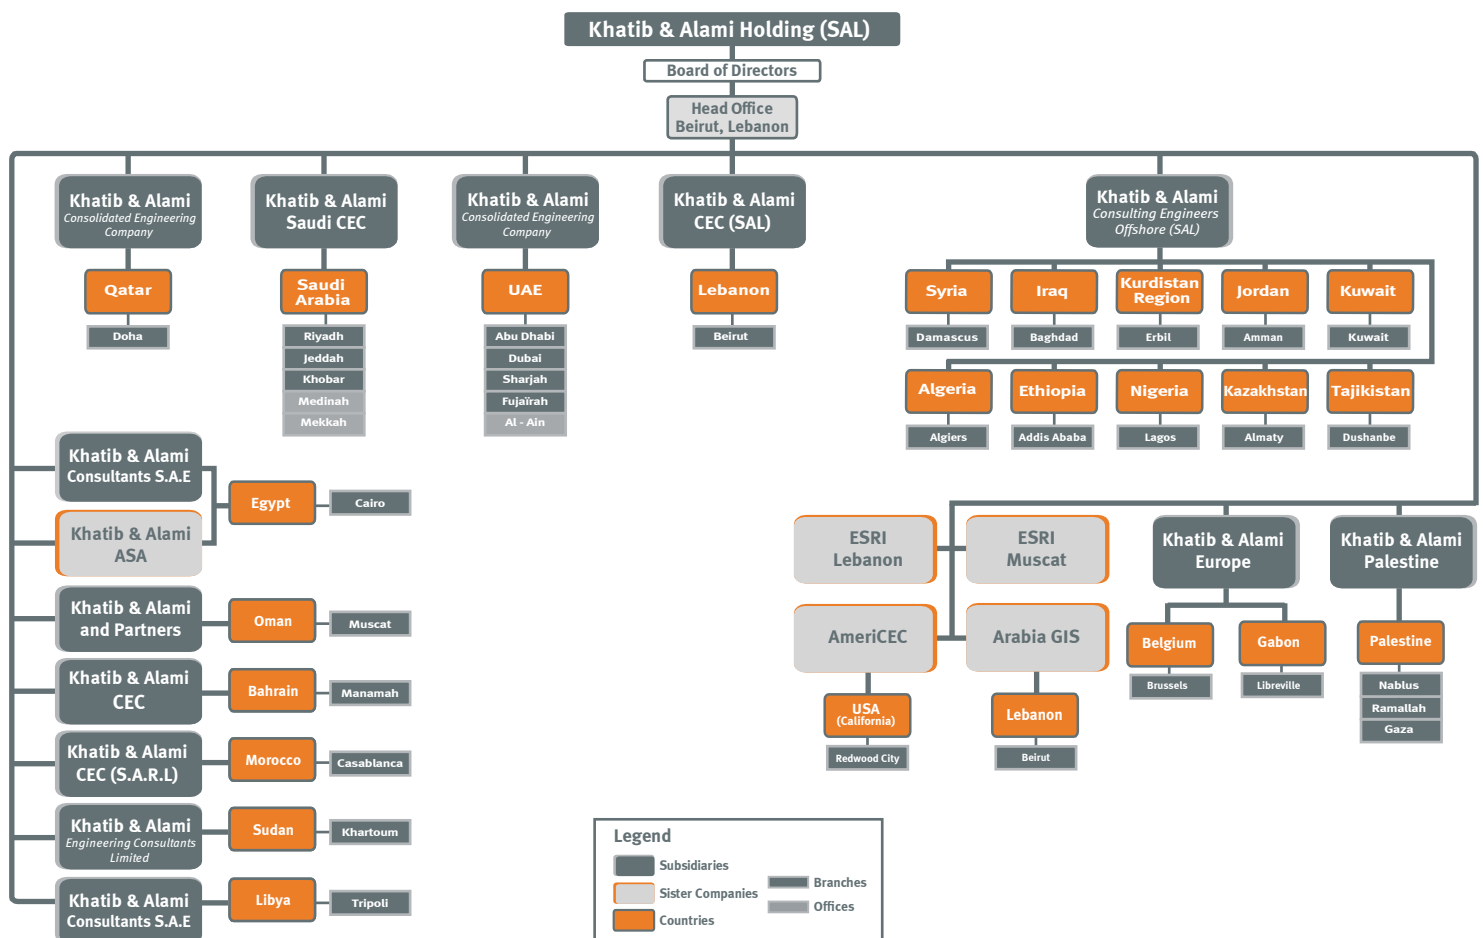 Khatib & Alami Holding (SAL)
Board of Directors
Head Office
Beirut, Lebanon
Khatib & Alami
Consolidated Engineering
Company
Qatar
Doha
Khatib & Alami
Saudi CEC
Saudi
Arabia
Riyadh
Jeddah
Khobar
Medinah
Mekkah
Khatib & Alami
Consolidated Engineering
Company
UAE
Abu Dhabi
Dubai
Sharjah
Fujaïrah
Al - Ain
Khatib & Alami
CEC (SAL)
Lebanon
Beirut
Khatib & Alami
Consulting Engineers
Offshore (SAL)
Syria
Damascus
Iraq
Baghdad
Kurdistan
Region
Erbil
Jordan
Amman
Kuwait
Kuwait
Algeria
Algiers
Ethiopia
Addis Ababa
Nigeria
Lagos
Kazakhstan
Almaty
Tajikistan
Dushanbe
Khatib & Alami
Consultants S.A.E
Khatib & Alami
ASA
Egypt
Cairo
Khatib & Alami
and Partners
Oman
Muscat
Khatib & Alami
CEC
Bahrain
Manamah
Khatib & Alami
CEC (S.A.R.L)
Morocco
Casablanca
Khatib & Alami
Engineering Consultants
Limited
Sudan
Khartoum
Khatib & Alami
Consultants S.A.E
Libya
Tripoli
ESRI
Lebanon
ESRI
Muscat
AmeriCEC
USA
(California)
Redwood City
Arabia GIS
Lebanon
Beirut
Khatib & Alami
Europe
Belgium
Brussels
Gabon
Libreville
Khatib & Alami
Palestine
Palestine
Nablus
Ramallah
Gaza
Legend
Subsidiaries
Sister Companies
Countries
Branches
Offices